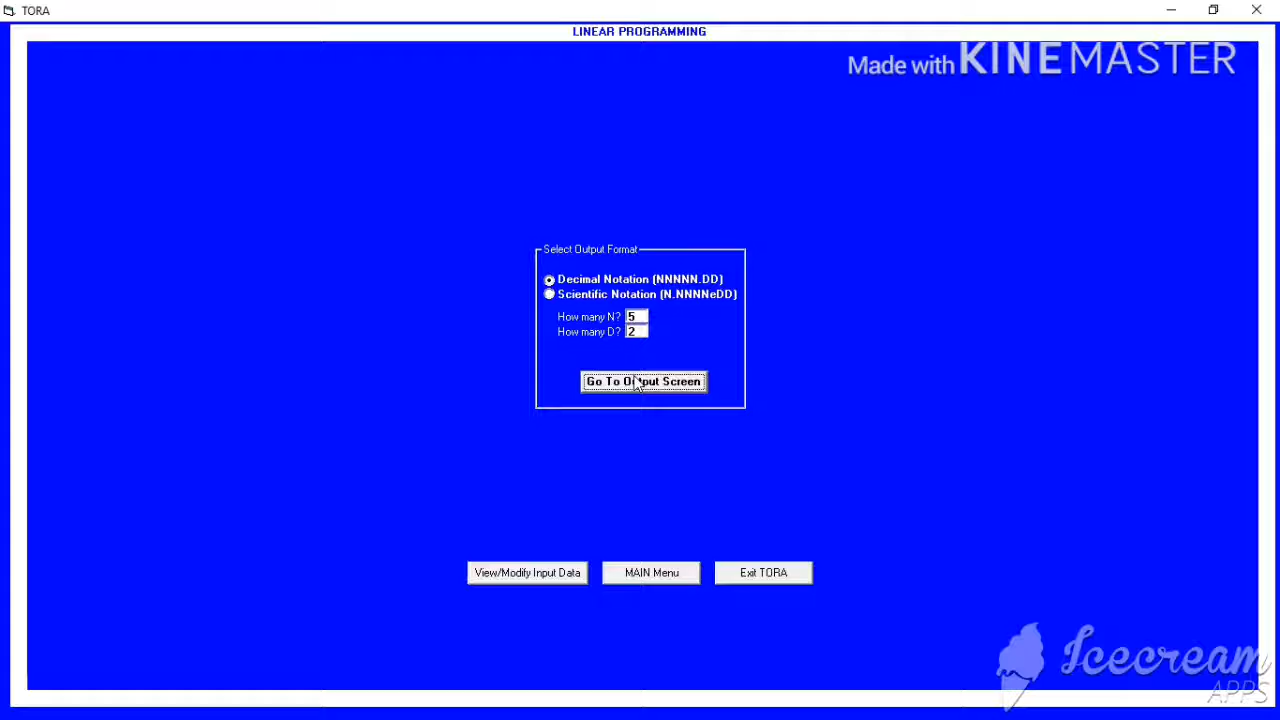 TORA
LINEAR PROGRAMMING
Made with KINEMASTER
Select Output Format
Decimal Notation (NNNNN.DD)
Scientific Notation (N.NNNNeDD)
How many N? 5
How many D? 2
Go To Output Screen
View/Modify Input Data MAIN Menu Exit TORA
Icecream
APPS